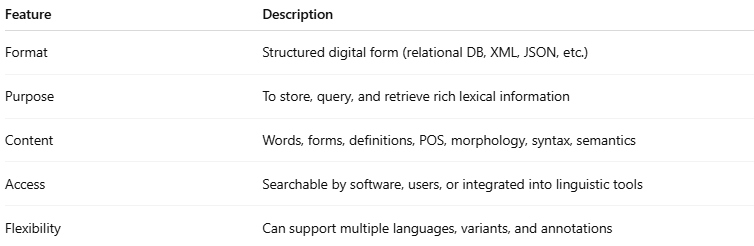 Feature Description
Format Structured digital form (relational DB, XML, JSON, etc.)
Purpose To store, query, and retrieve rich lexical information
Content Words, forms, definitions, POS, morphology, syntax, semantics
Access Searchable by software, users, or integrated into linguistic tools
Flexibility Can support multiple languages, variants, and annotations